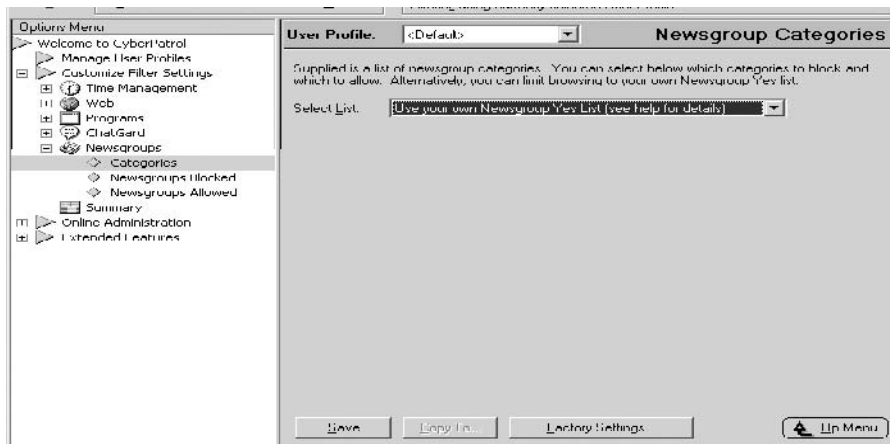 Options Menu
Welcome to CyberPatrol
Manage User Profiles
Customize Filter Settings
Time Management
Web
Programs
ChatGard
Newsgroups
Categories
Newsgroups Blocked
Newsgroups Allowed
Summary
Online Administration
Extended Features
User Profile: <Default> Newsgroup Categories
Supplied is a list of newsgroup categories. You can select below which categories to block and
which to allow. Alternatively, you can limit browsing to your own Newsgroup Yes list.
Select List: Use your own Newsgroup Yes List (see help for details)
Save Copy To... Factory Settings Up Menu